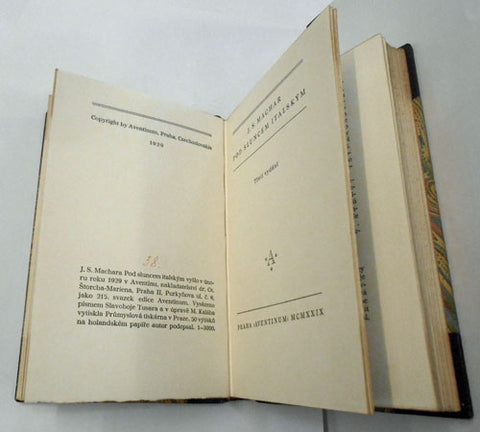 Copyright by Aventinum, Praha, Czechoslovakia
1929
38.
J. S. Machara Pod sluncem italským vyšlo v úno-
ru roku 1929 v Aventinu, nakladatelství dr. Ot.
Štorcha-Mariena, Praha II, Purkyňova ul. č. 6,
jako 215. svazek edice Aventinum. Vysazeno
písmem Slavoboje Tusara a v úpravě M. Kalába
vytiskla Průmyslová tiskárna v Praze. 50 výtisků
na holandském papíře autor podepsal. 1–3000.
J. S. MACHAR
POD SLUNCEM ITALSKÝM
Třetí vydání
A
PRAHA (AVENTINUM) MCMXXIX